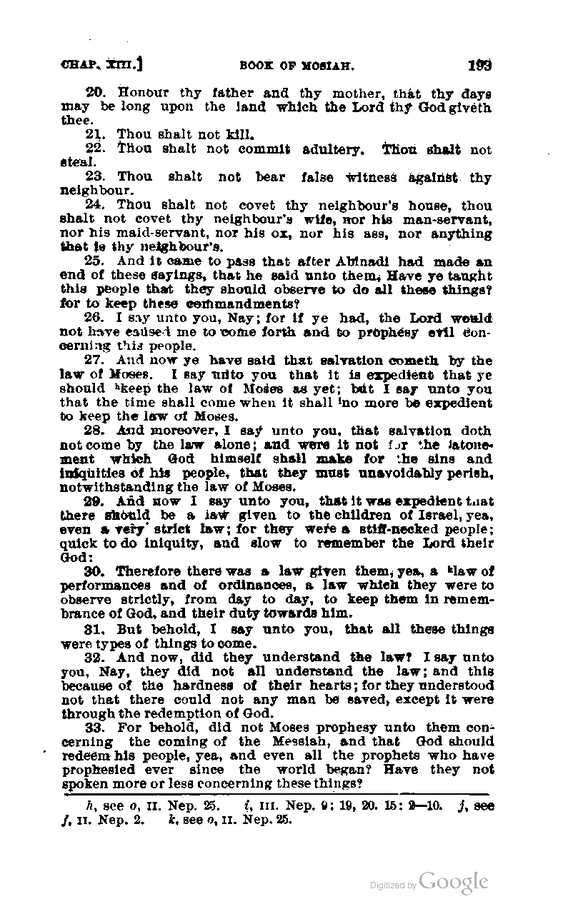 CHAP. XIII.] BOOK OF MOSIAH. 193
20. Honour thy father and thy mother, that thy days
may be long upon the land which the Lord thy God giveth
thee.
21. Thou shalt not kill.
22. Thou shalt not commit adultery. Thou shalt not
steal.
23. Thou shalt not bear false witness against thy
neighbour.
24. Thou shalt not covet thy neighbour's house, thou
shalt not covet thy neighbour's wife, nor his man-servant,
nor his maid-servant, nor his ox, nor his ass, nor anything
that is thy neighbour's.
25. And it came to pass that after Abinadi had made an
end of these sayings, that he said unto them, Have ye taught
this people that they should observe to do all these things?
for to keep these commandments?
26. I say unto you, Nay; for if ye had, the Lord would
not have caused me to come forth and to prophesy evil con-
cerning this people.
27. And now ye have said that salvation cometh by the
law of Moses. I say unto you that it is expedient that ye
should ʰkeep the law of Moses as yet; but I say unto you
that the time shall come when it shall ⁱno more be expedient
to keep the law of Moses.
28. And moreover, I say unto you, that salvation doth
not come by the law alone; and were it not for the ʲatone-
ment which God himself shall make for the sins and
iniquities of his people, that they must unavoidably perish,
notwithstanding the law of Moses.
29. And now I say unto you, that it was expedient that
there should be a law given to the children of Israel, yea,
even a very strict law; for they were a stiff-necked people;
quick to do iniquity, and slow to remember the Lord their
God:
30. Therefore there was a law given them, yea, a ᵏlaw of
performances and of ordinances, a law which they were to
observe strictly, from day to day, to keep them in remem-
brance of God, and their duty towards him.
31. But behold, I say unto you, that all these things
were types of things to come.
32. And now, did they understand the law? I say unto
you, Nay, they did not all understand the law; and this
because of the hardness of their hearts; for they understood
not that there could not any man be saved, except it were
through the redemption of God.
33. For behold, did not Moses prophesy unto them con-
cerning the coming of the Messiah, and that God should
redeem his people, yea, and even all the prophets who have
prophesied ever since the world began? Have they not
spoken more or less concerning these things?
h, see o, II. Nep. 25. i, III. Nep. 9: 19, 20. 15: 2—10. j, see
f, II. Nep. 2. k, see o, II. Nep. 25.
Digitized by Google